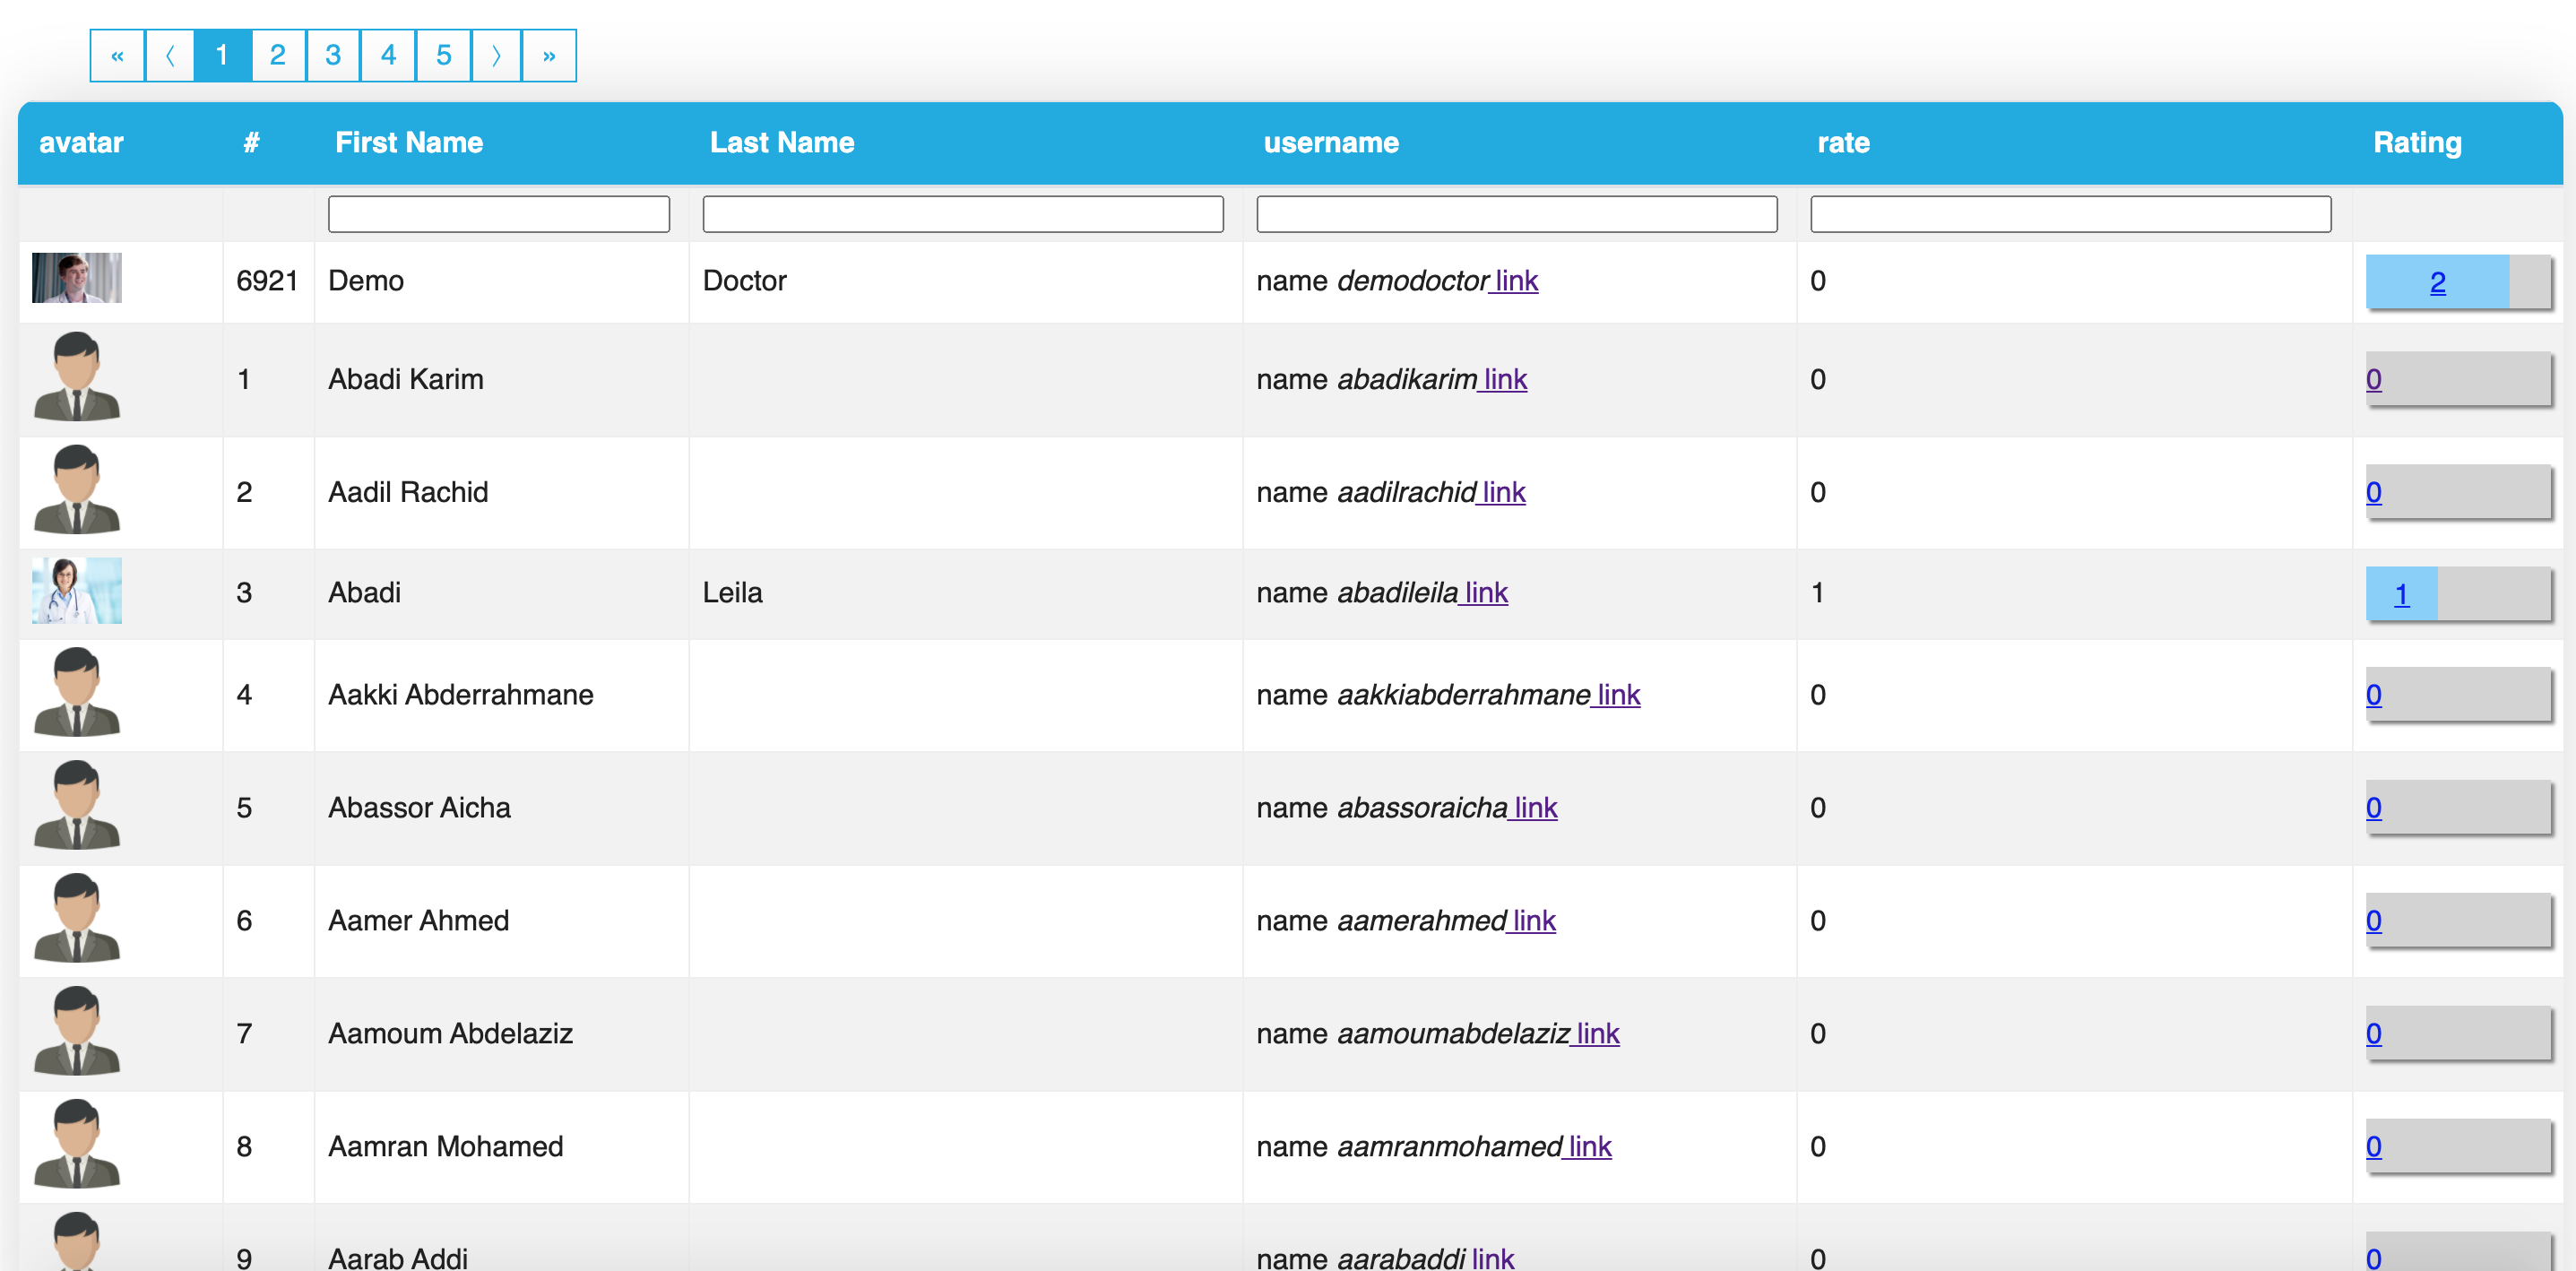 « 〈 1 2 3 4 5 〉 »
avatar # First Name Last Name username rate Rating
6921 Demo Doctor name demodoctor link 0 2
1 Abadi Karim name abadikarim link 0 0
2 Aadil Rachid name aadilrachid link 0 0
3 Abadi Leila name abadileila link 1 1
4 Aakki Abderrahmane name aakkiabderrahmane link 0 0
5 Abassor Aicha name abassoraicha link 0 0
6 Aamer Ahmed name aamerahmed link 0 0
7 Aamoum Abdelaziz name aamoumabdelaziz link 0 0
8 Aamran Mohamed name aamranmohamed link 0 0
9 Aarab Addi name aarabaddi link 0 0